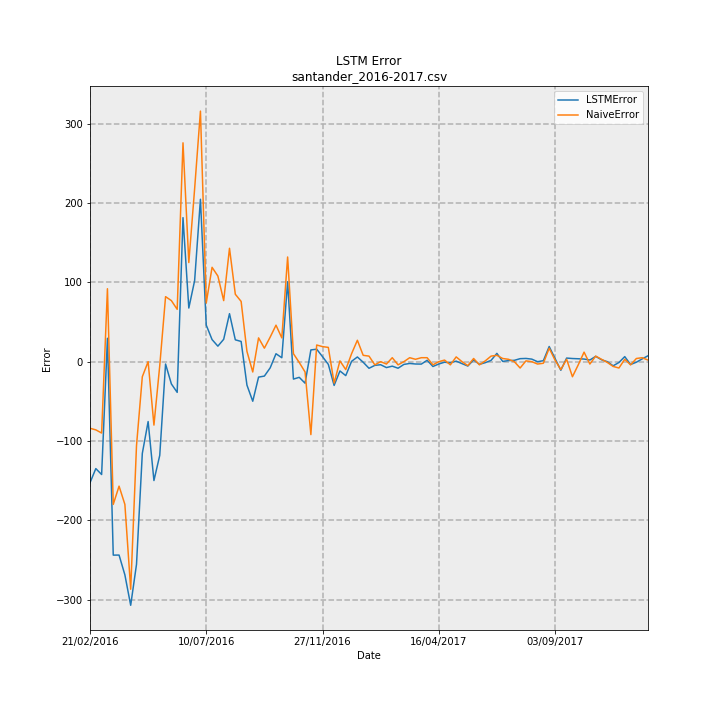 LSTM Error
santander_2016-2017.csv
LSTMError
NaiveError
300
200
100
0
−100
−200
−300
Error
21/02/2016 10/07/2016 27/11/2016 16/04/2017 03/09/2017
Date